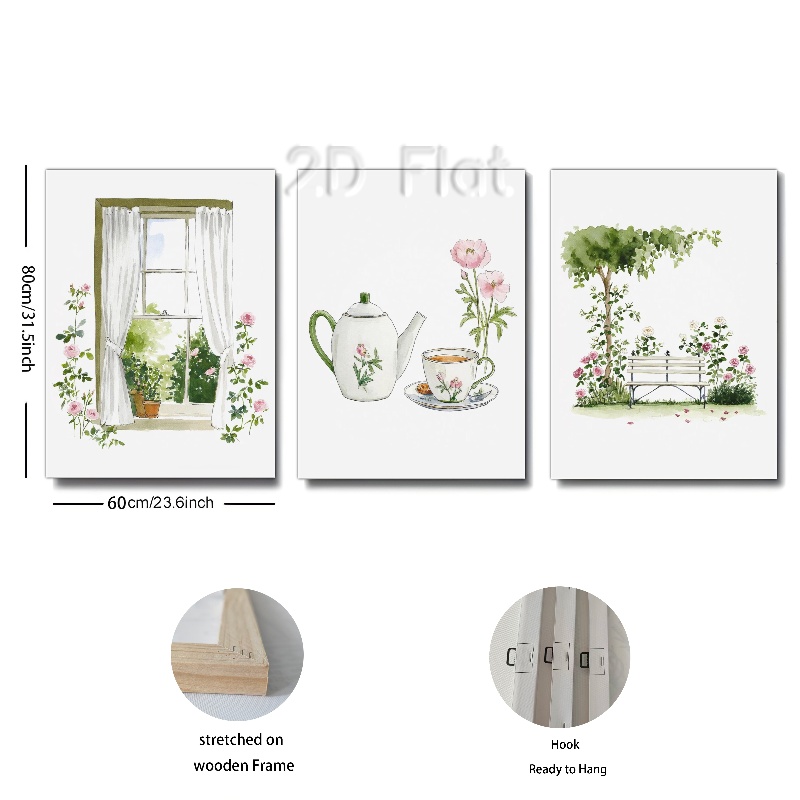 2D Flat
80cm/31.5inch
60cm/23.6inch
stretched on
wooden Frame
Hook
Ready to Hang